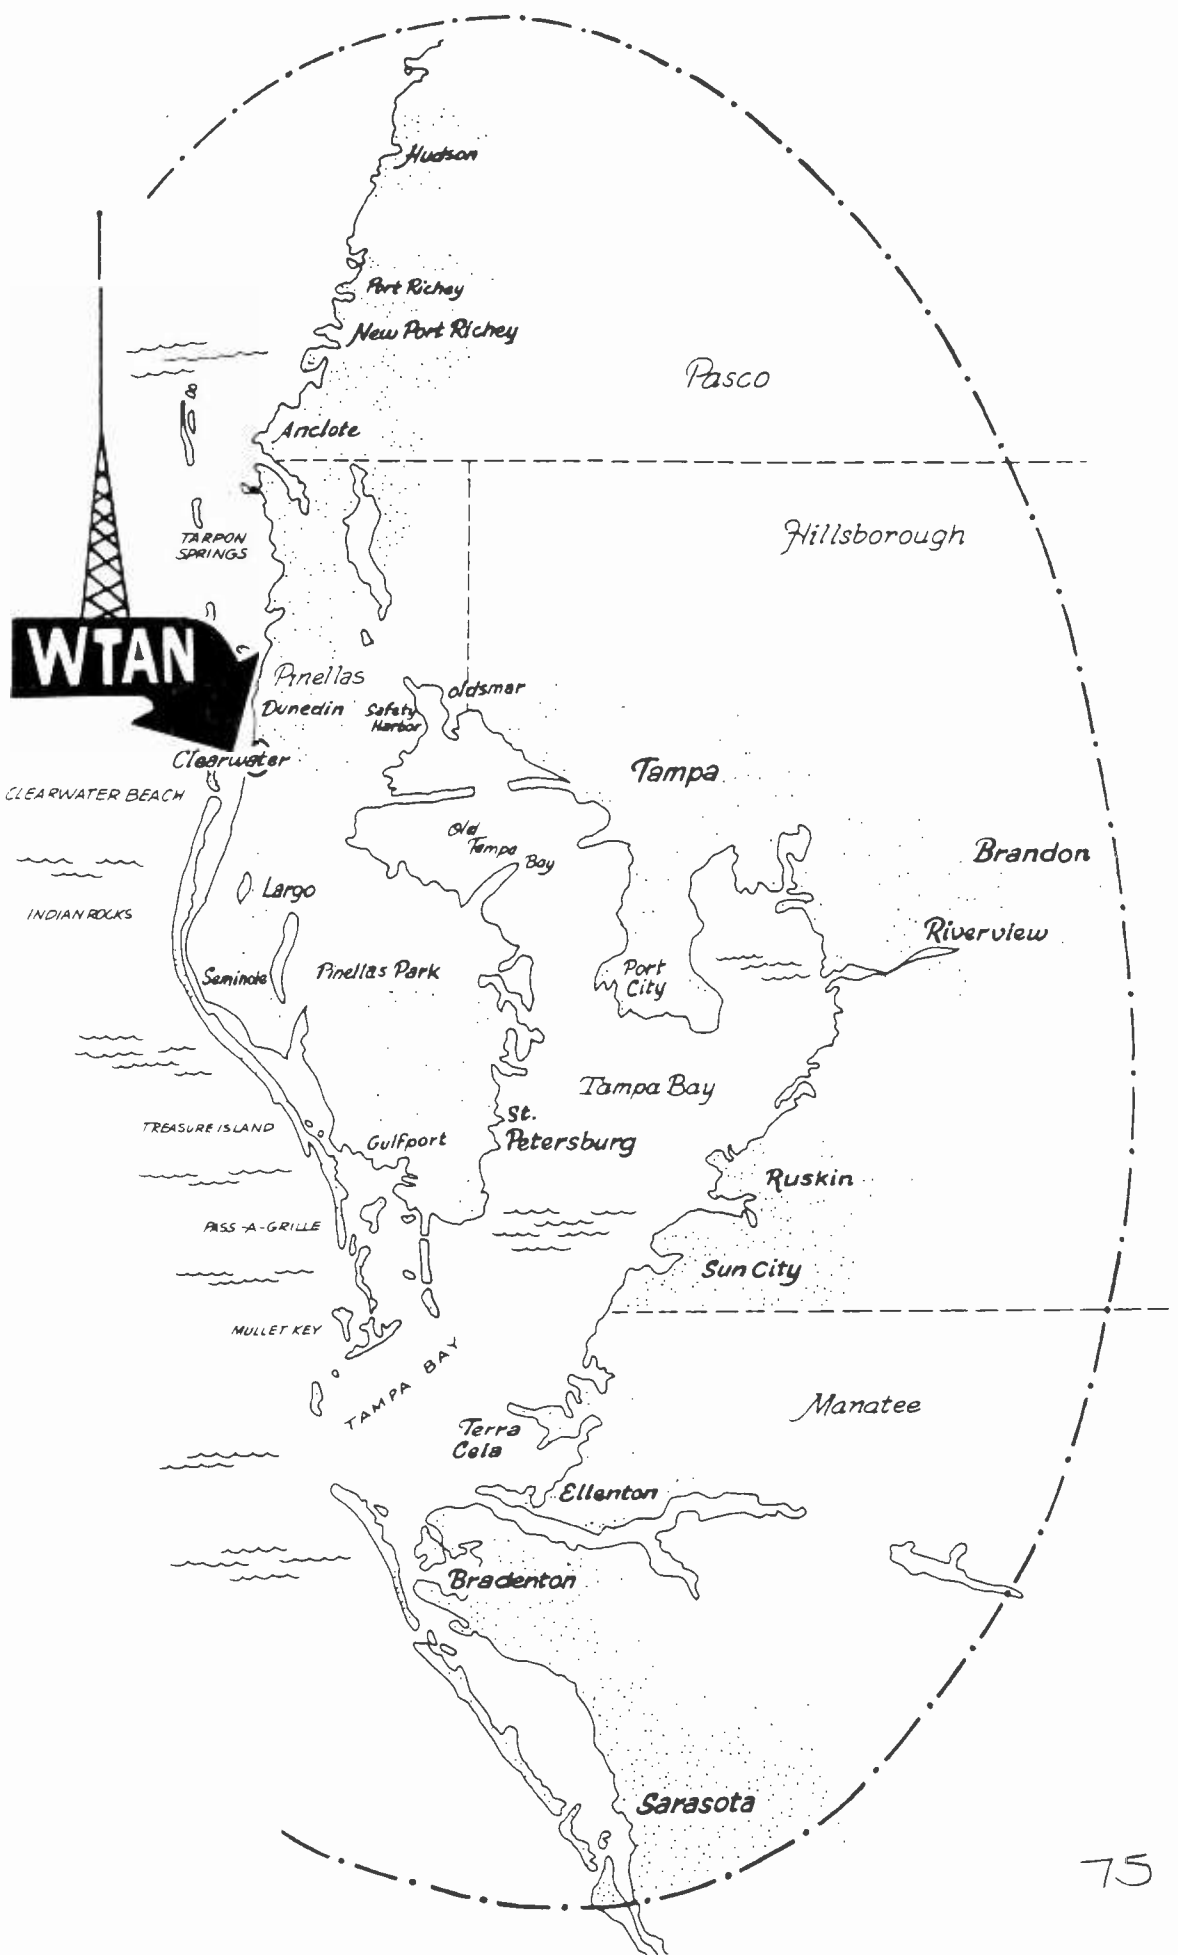 Hudson
Port Richey
New Port Richey
Pasco
Anclote
Hillsborough
TARPON
SPRINGS
WTAN
Pinellas
Oldsmar
Dunedin
Safety
Harbor
Clearwater
Tampa
CLEARWATER BEACH
Old
Tampa
Bay
Brandon
Largo
INDIAN ROCKS
Riverview
Seminole
Pinellas Park
Port
City
Tampa Bay
St.
Petersburg
TREASURE ISLAND
Gulfport
Ruskin
PASS-A-GRILLE
Sun City
MULLET KEY
TAMPA BAY
Manatee
Terra
Ceia
Ellenton
Bradenton
Sarasota
75